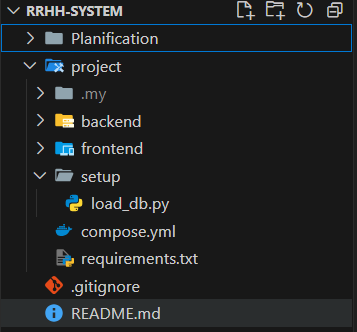 RRHH-SYSTEM
Planification
project
.my
backend
frontend
setup
load_db.py
compose.yml
requirements.txt
.gitignore
README.md